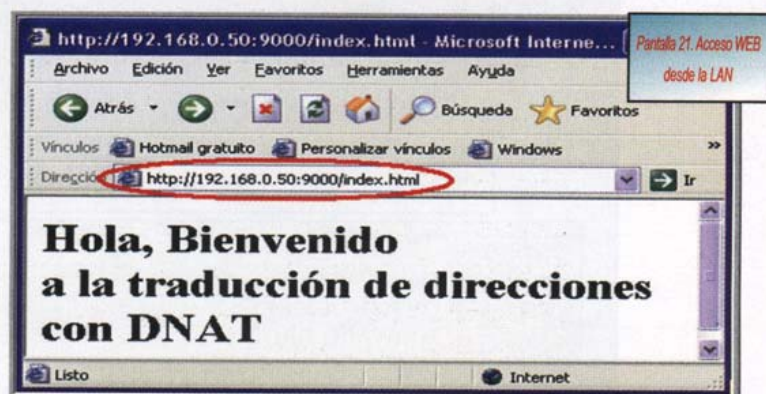 http://192.168.0.50:9000/index.html - Microsoft Interne...
Pantalla 21. Acceso WEB
desde la LAN
Archivo Edición Ver Favoritos Herramientas Ayuda
Atrás Búsqueda Favoritos
Vínculos Hotmail gratuito Personalizar vínculos Windows »
Dirección http://192.168.0.50:9000/index.html Ir
Hola, Bienvenido
a la traducción de direcciones
con DNAT
Listo Internet